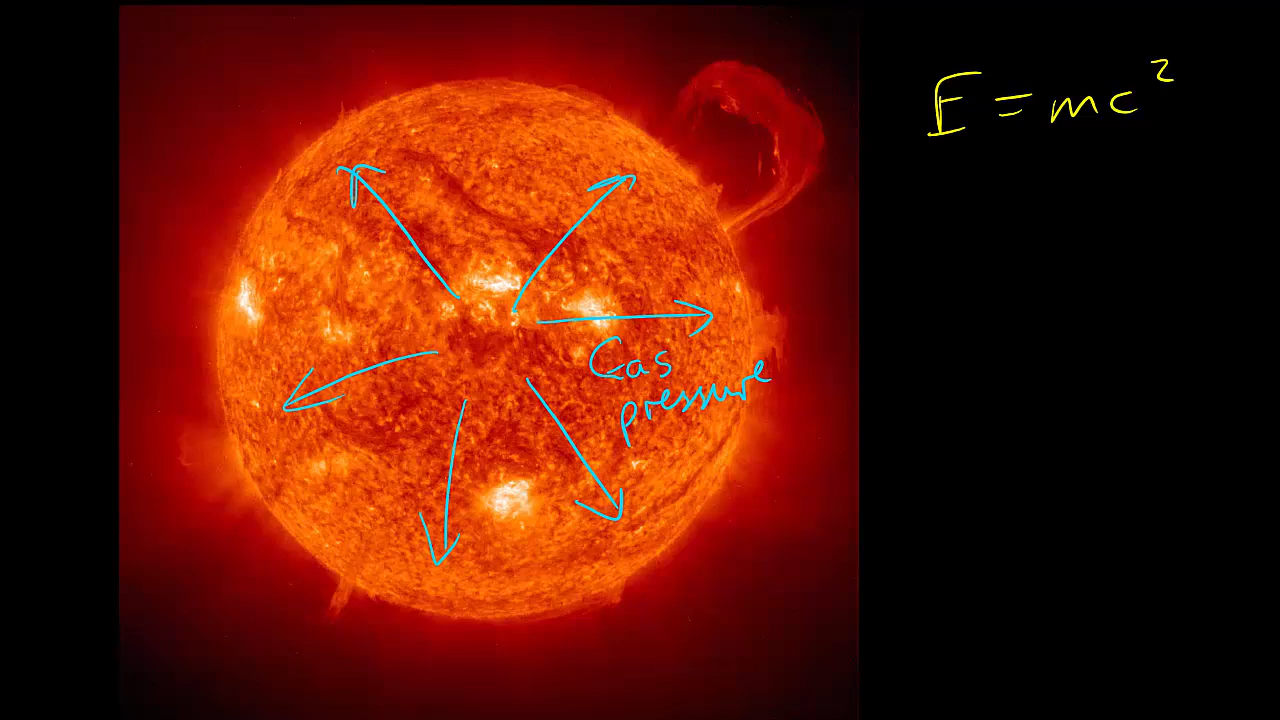 E = mc²
Gas
pressure